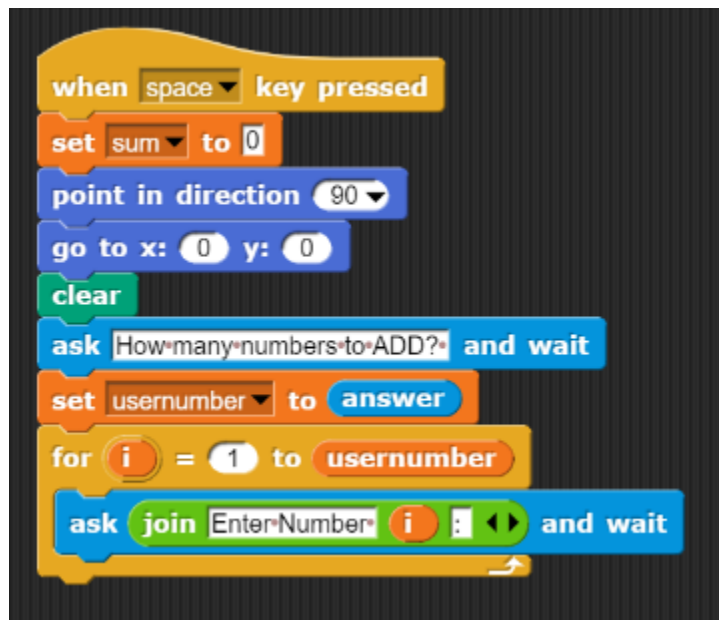 when space key pressed
set sum to 0
point in direction 90
go to x: 0 y: 0
clear
ask How many numbers to ADD? and wait
set usernumber to answer
for i = 1 to usernumber
ask join Enter Number i : and wait